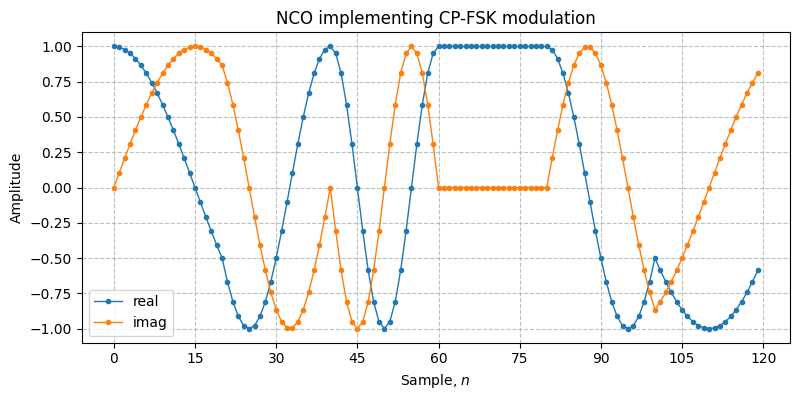 NCO implementing CP-FSK modulation
Amplitude
1.00
0.75
0.50
0.25
0.00
−0.25
−0.50
−0.75
−1.00
real
imag
0 15 30 45 60 75 90 105 120
Sample, n